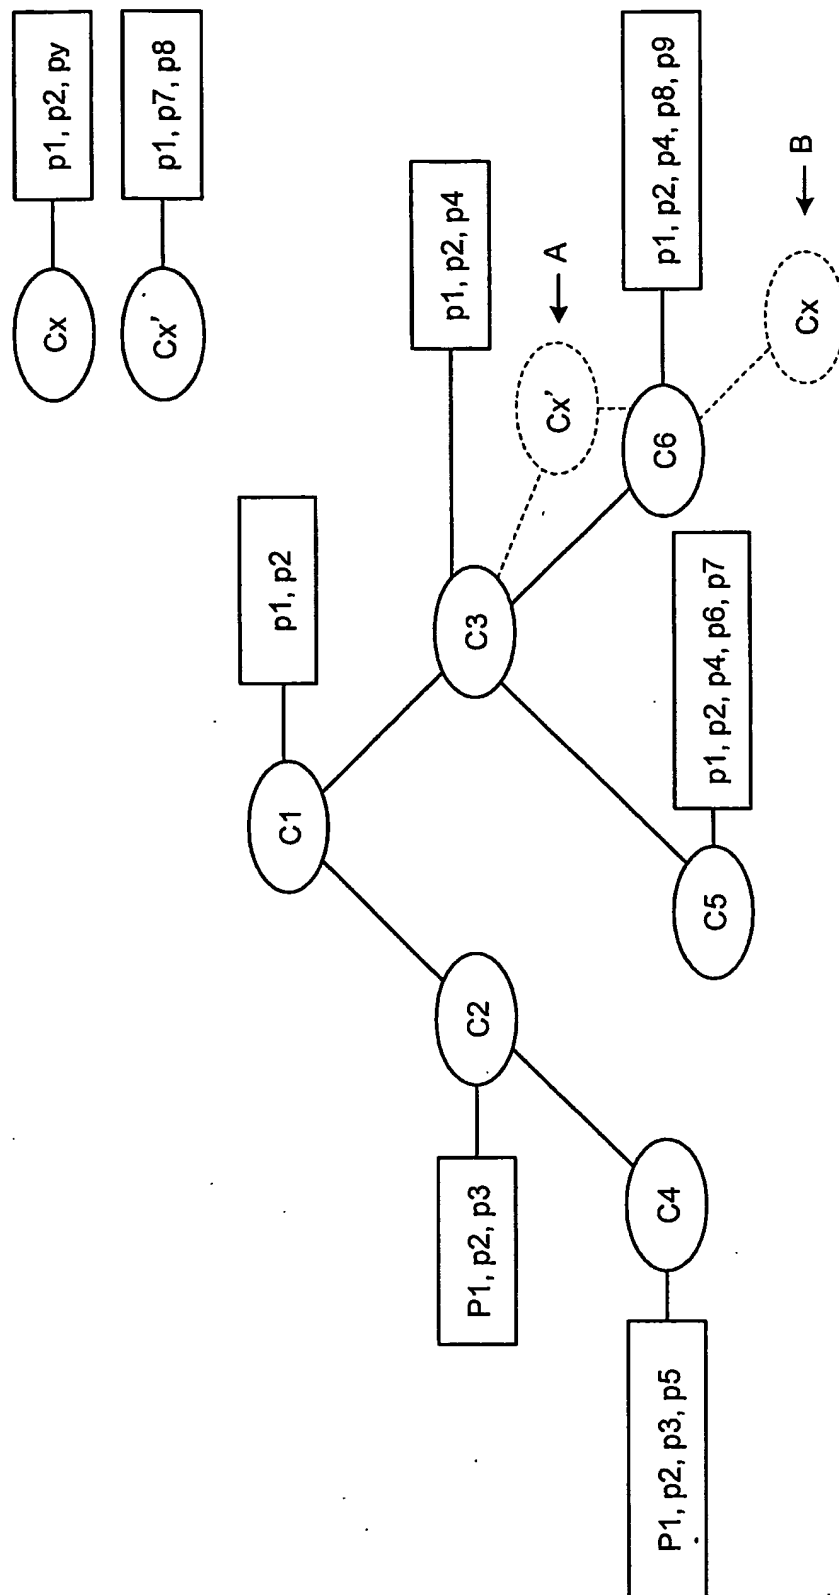 Cx
p1, p2, py
Cx'
p1, p7, p8
C1
p1, p2
P1, p2, p3
C2
C3
p1, p2, p4
Cx'
A
P1, p2, p3, p5
C4
C6
p1, p2, p4, p8, p9
C5
p1, p2, p4, p6, p7
Cx
B